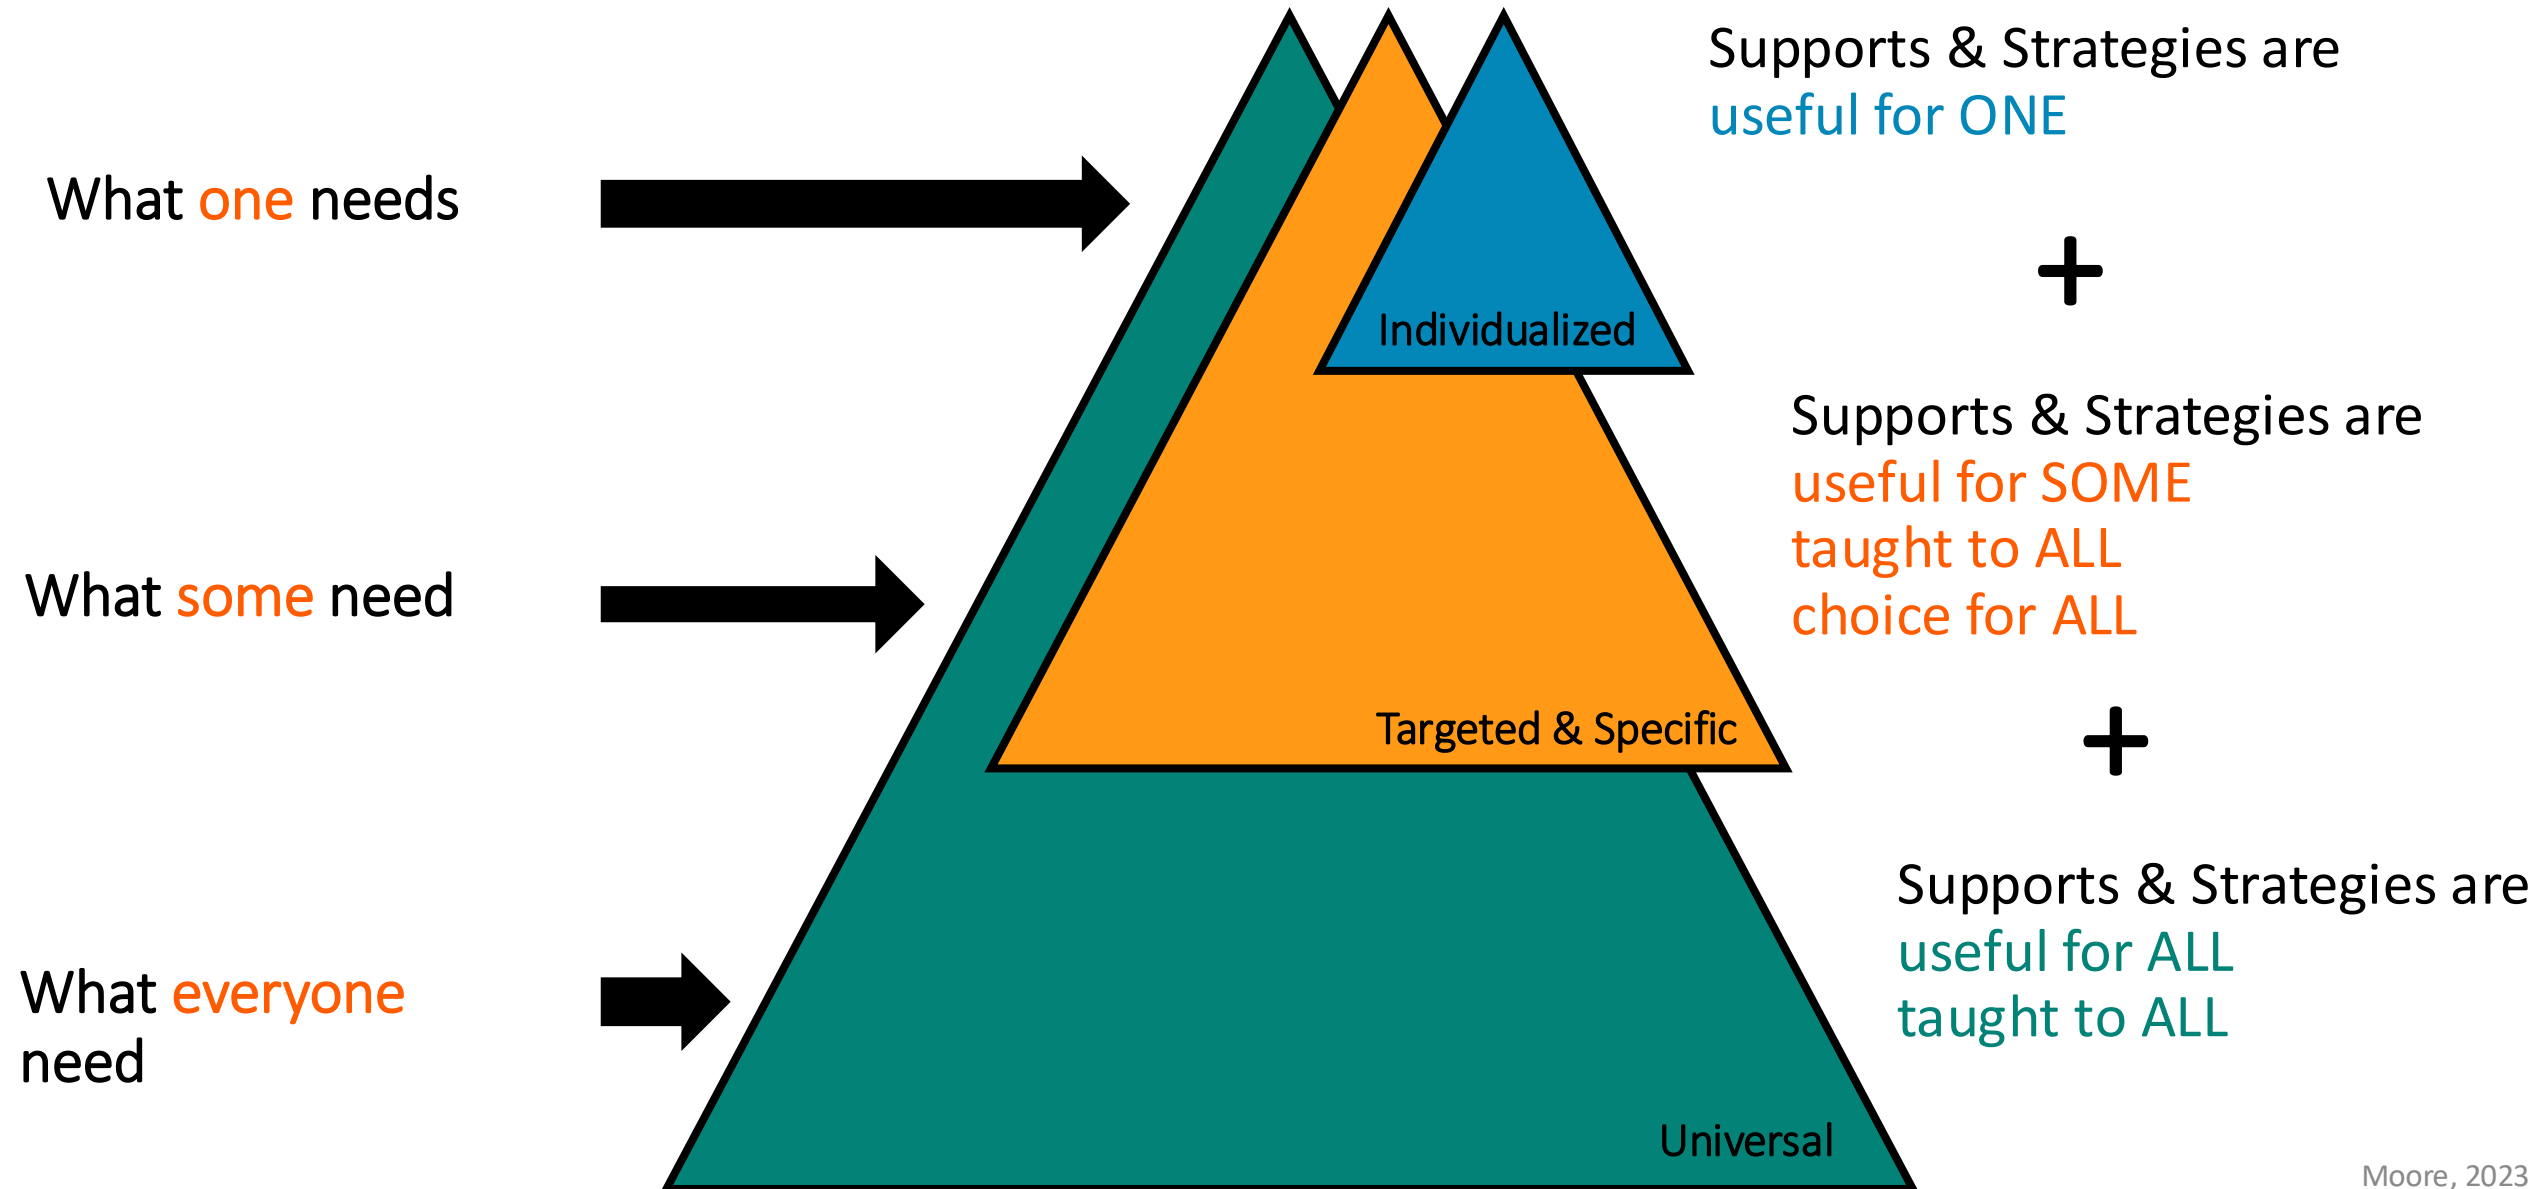 Supports & Strategies are
useful for ONE
What one needs
+
Individualized
Supports & Strategies are
useful for SOME
taught to ALL
choice for ALL
What some need
Targeted & Specific
+
Supports & Strategies are
useful for ALL
taught to ALL
What everyone
need
Universal
Moore, 2023